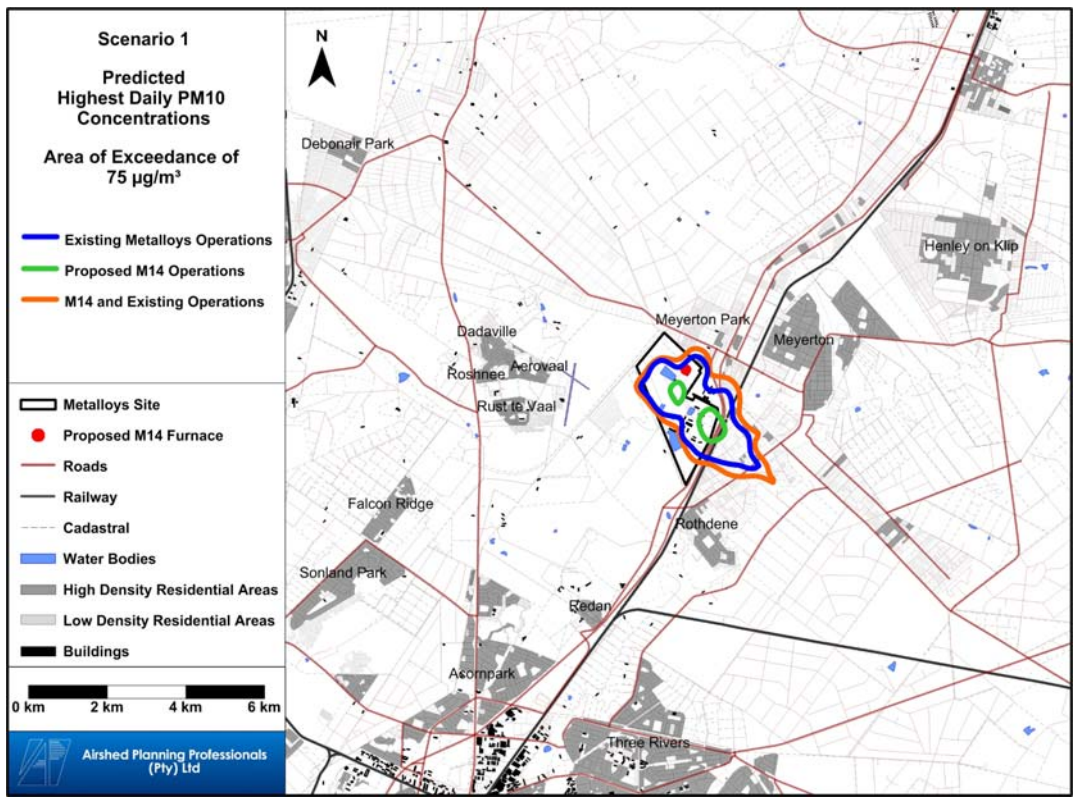 Scenario 1
Predicted
Highest Daily PM10
Concentrations
Area of Exceedance of
75 µg/m³
Existing Metalloys Operations
Proposed M14 Operations
M14 and Existing Operations
Metalloys Site
Proposed M14 Furnace
Roads
Railway
Cadastral
Water Bodies
High Density Residential Areas
Low Density Residential Areas
Buildings
0 km 2 km 4 km 6 km
Airshed Planning Professionals
(Pty) Ltd
N
Debonair Park
Henley on Klip
Meyerton Park
Dadaville
Meyerton
Roshnee
Aerovaal
Rust te Vaal
Falcon Ridge
Rothdene
Sonland Park
Redan
Acornpark
Three Rivers